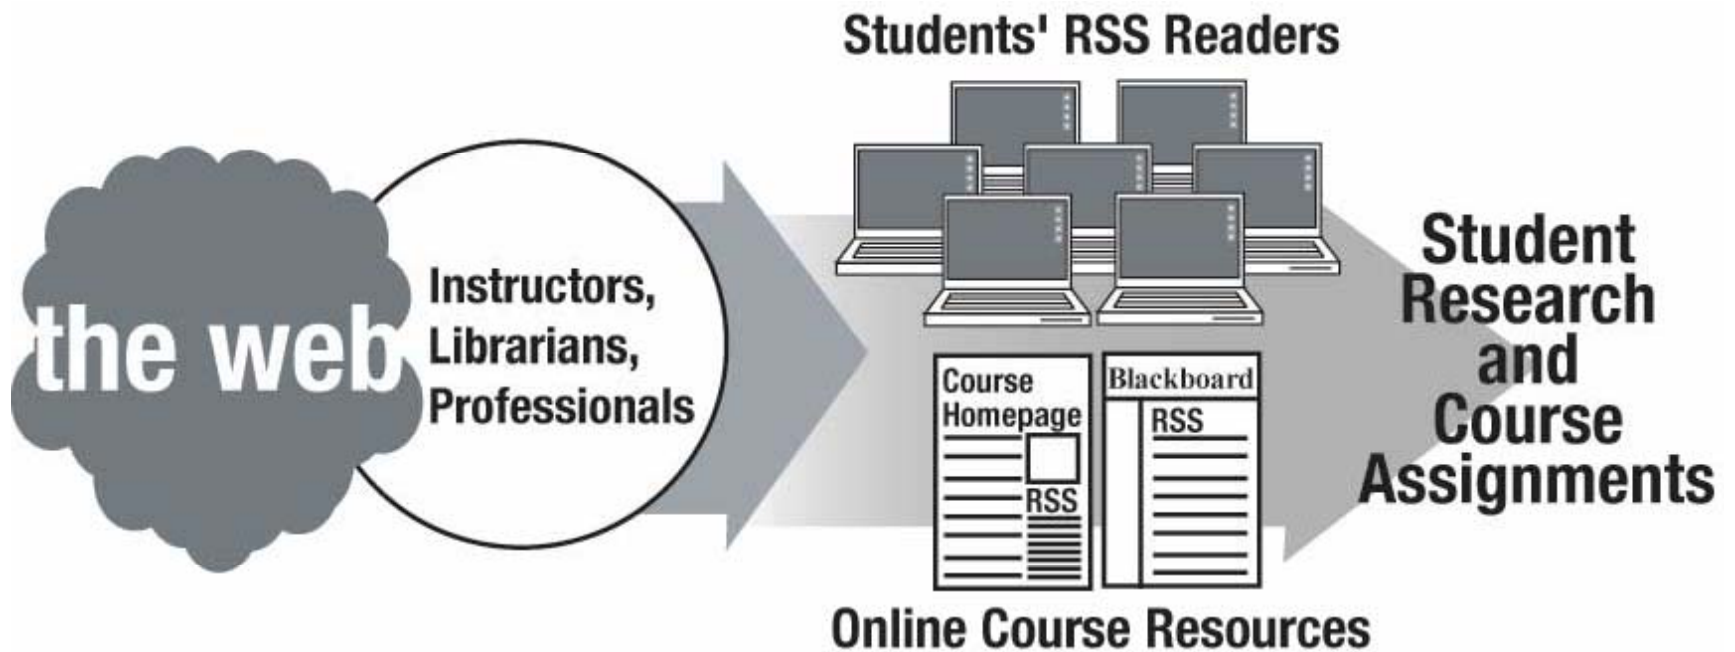 Students' RSS Readers
the web
Instructors,
Librarians,
Professionals
Course
Homepage
RSS
Blackboard
RSS
Student
Research
and
Course
Assignments
Online Course Resources